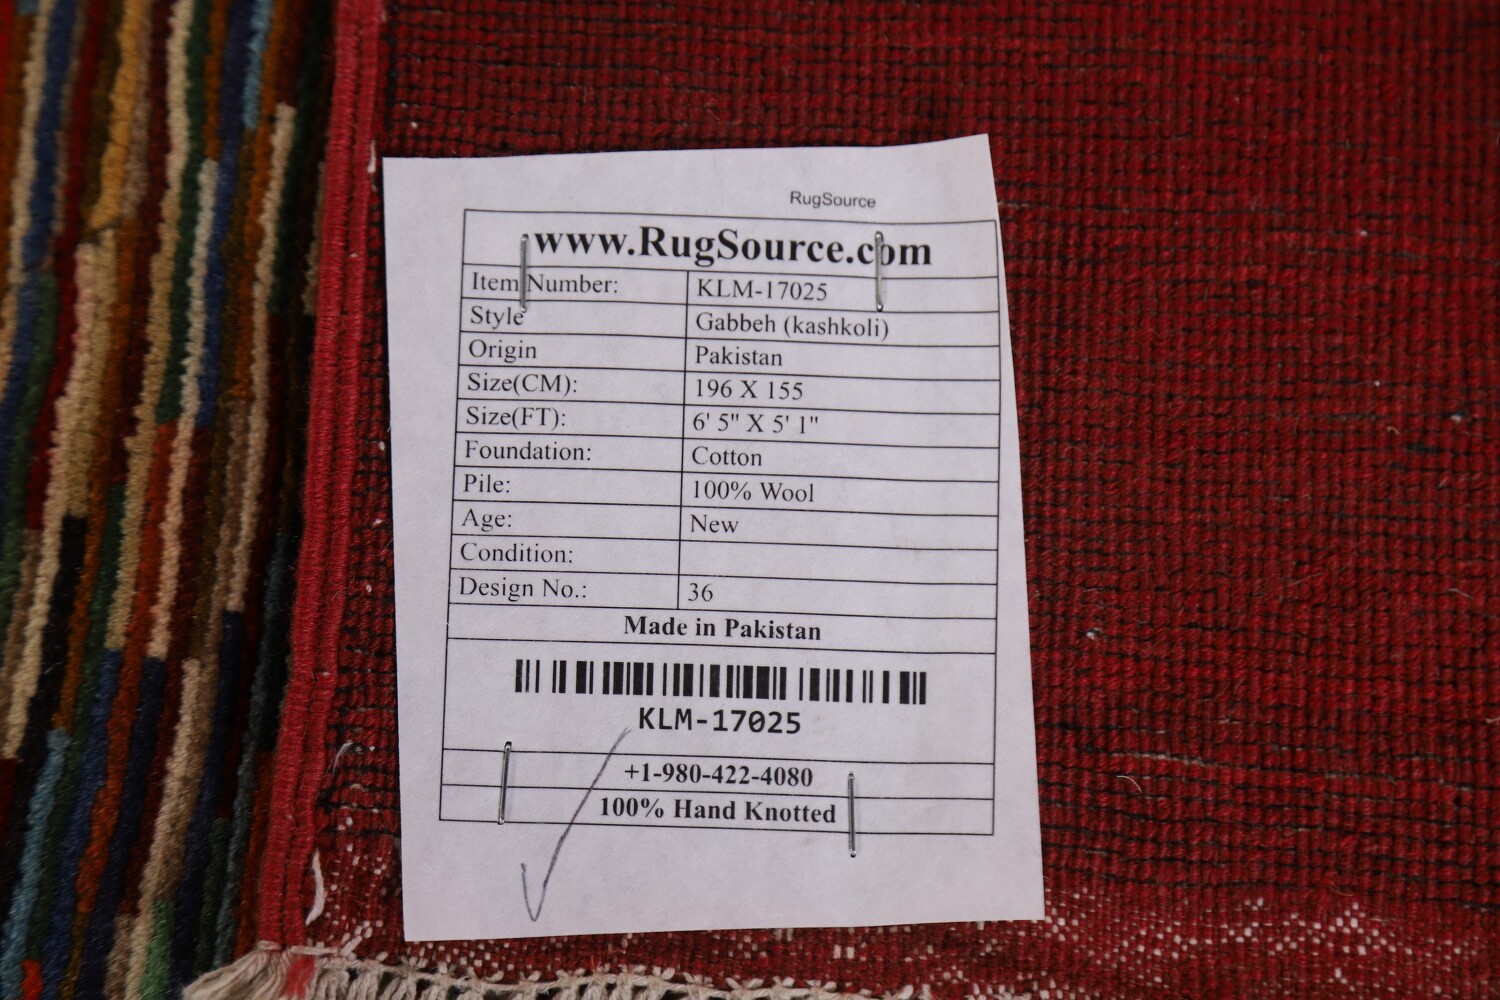 RugSource
www.RugSource.com
Item Number: KLM-17025
Style Gabbeh (kashkoli)
Origin Pakistan
Size(CM): 196 X 155
Size(FT): 6' 5" X 5' 1"
Foundation: Cotton
Pile: 100% Wool
Age: New
Condition:
Design No.: 36
Made in Pakistan
KLM-17025
+1-980-422-4080
100% Hand Knotted